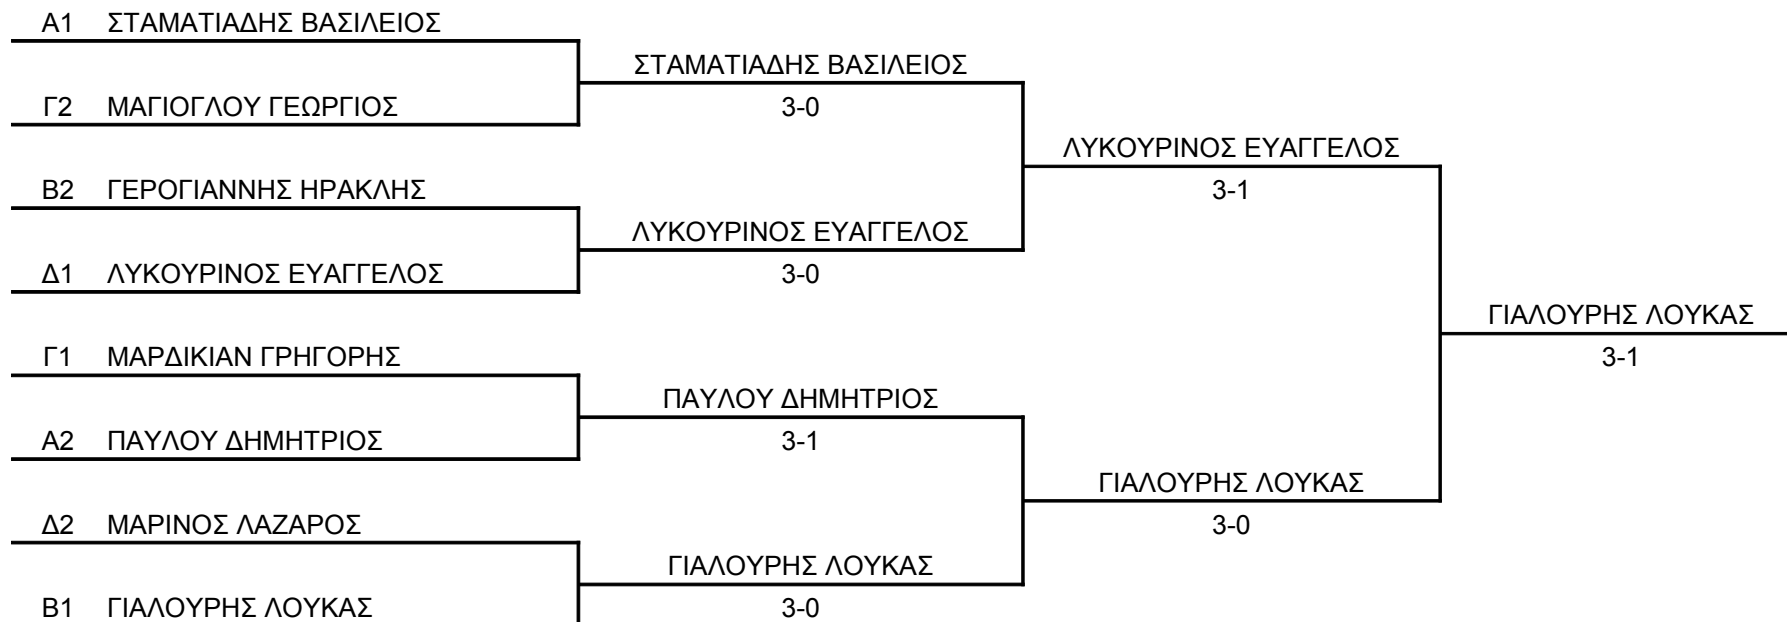 Α1 ΣΤΑΜΑΤΙΑΔΗΣ ΒΑΣΙΛΕΙΟΣ
ΣΤΑΜΑΤΙΑΔΗΣ ΒΑΣΙΛΕΙΟΣ
Γ2 ΜΑΓΙΟΓΛΟΥ ΓΕΩΡΓΙΟΣ
3-0
ΛΥΚΟΥΡΙΝΟΣ ΕΥΑΓΓΕΛΟΣ
Β2 ΓΕΡΟΓΙΑΝΝΗΣ ΗΡΑΚΛΗΣ
3-1
ΛΥΚΟΥΡΙΝΟΣ ΕΥΑΓΓΕΛΟΣ
Δ1 ΛΥΚΟΥΡΙΝΟΣ ΕΥΑΓΓΕΛΟΣ
3-0
ΓΙΑΛΟΥΡΗΣ ΛΟΥΚΑΣ
Γ1 ΜΑΡΔΙΚΙΑΝ ΓΡΗΓΟΡΗΣ
3-1
ΠΑΥΛΟΥ ΔΗΜΗΤΡΙΟΣ
Α2 ΠΑΥΛΟΥ ΔΗΜΗΤΡΙΟΣ
3-1
ΓΙΑΛΟΥΡΗΣ ΛΟΥΚΑΣ
Δ2 ΜΑΡΙΝΟΣ ΛΑΖΑΡΟΣ
3-0
ΓΙΑΛΟΥΡΗΣ ΛΟΥΚΑΣ
Β1 ΓΙΑΛΟΥΡΗΣ ΛΟΥΚΑΣ
3-0